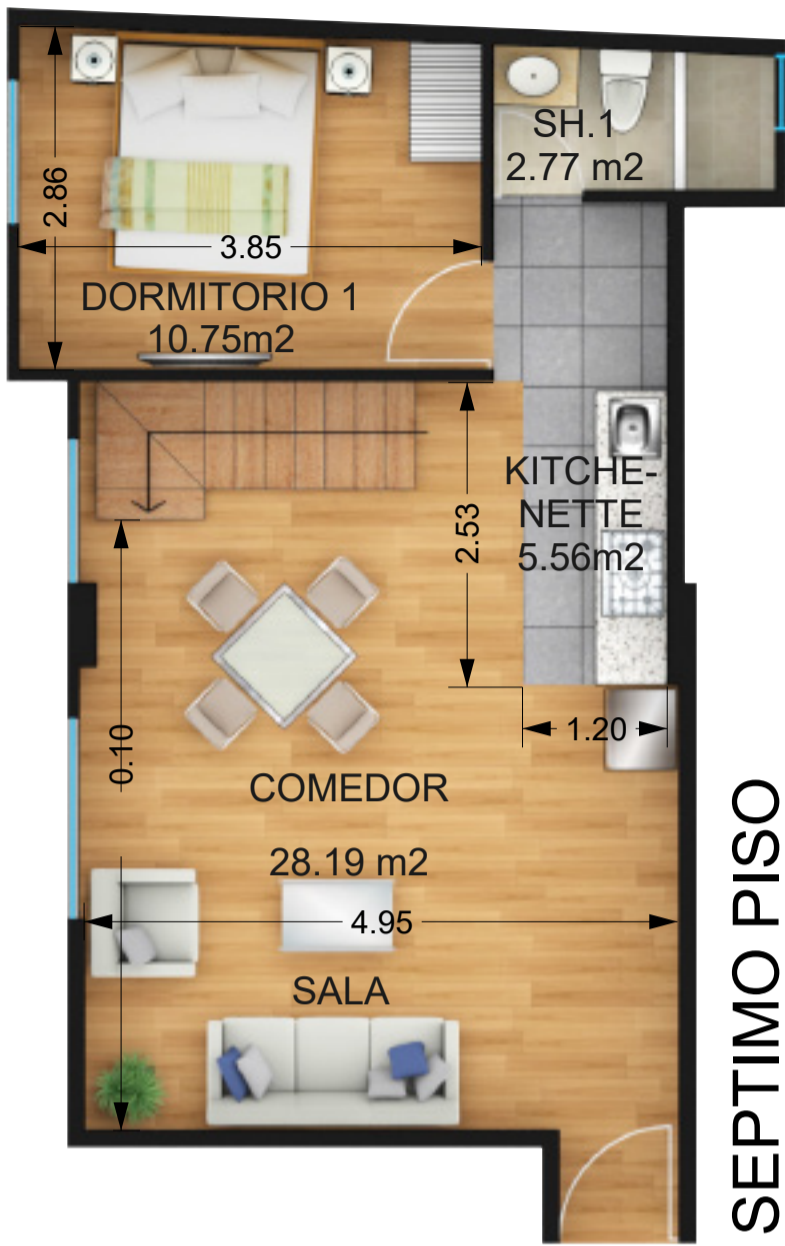 SH.1
2.77 m2
2.86
3.85
DORMITORIO 1
10.75m2
KITCHE-
NETTE
5.56m2
2.53
1.20
0.10
COMEDOR
28.19 m2
4.95
SALA
SEPTIMO PISO